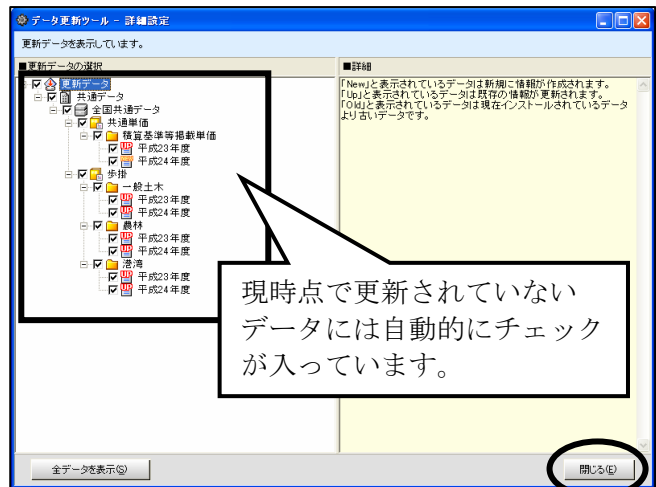 データ更新ツール - 詳細設定
更新データを表示しています。
■更新データの選択
更新データ
共通データ
全国共通データ
共通単価
積算基準等掲載単価
UP 平成23年度
平成24年度
歩掛
一般土木
UP 平成23年度
UP 平成24年度
農林
UP 平成23年度
UP 平成24年度
港湾
UP 平成23年度
UP 平成24年度
■詳細
「New」と表示されているデータは新規に情報が作成されます。
「Up」と表示されているデータは既存の情報が更新されます。
「Old」と表示されているデータは現在インストールされているデータ
より古いデータです。
現時点で更新されていない
データには自動的にチェック
が入っています。
全データを表示(S)
閉じる(E)